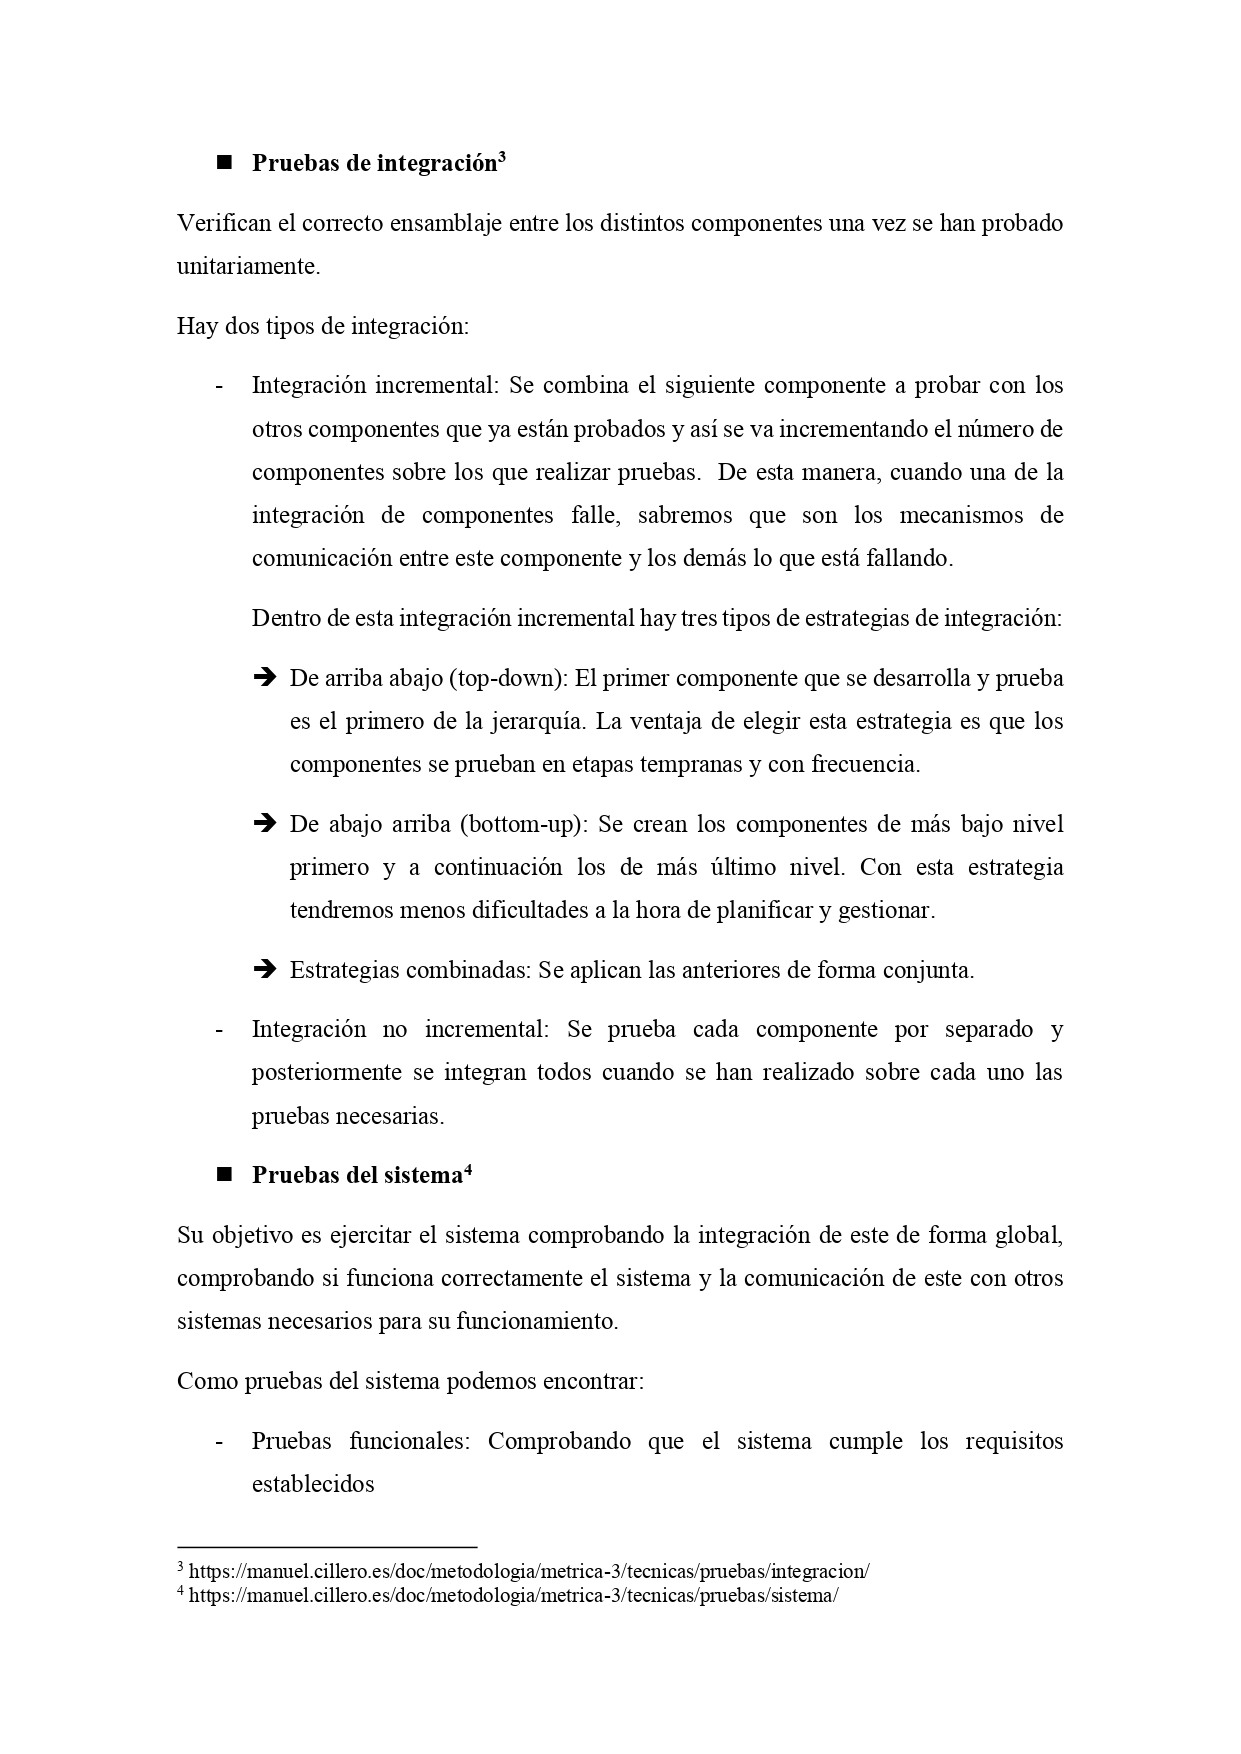 ■ Pruebas de integración³
Verifican el correcto ensamblaje entre los distintos componentes una vez se han probado
unitariamente.
Hay dos tipos de integración:
- Integración incremental: Se combina el siguiente componente a probar con los
otros componentes que ya están probados y así se va incrementando el número de
componentes sobre los que realizar pruebas. De esta manera, cuando una de la
integración de componentes falle, sabremos que son los mecanismos de
comunicación entre este componente y los demás lo que está fallando.
Dentro de esta integración incremental hay tres tipos de estrategias de integración:
➔ De arriba abajo (top-down): El primer componente que se desarrolla y prueba
es el primero de la jerarquía. La ventaja de elegir esta estrategia es que los
componentes se prueban en etapas tempranas y con frecuencia.
➔ De abajo arriba (bottom-up): Se crean los componentes de más bajo nivel
primero y a continuación los de más último nivel. Con esta estrategia
tendremos menos dificultades a la hora de planificar y gestionar.
➔ Estrategias combinadas: Se aplican las anteriores de forma conjunta.
- Integración no incremental: Se prueba cada componente por separado y
posteriormente se integran todos cuando se han realizado sobre cada uno las
pruebas necesarias.
■ Pruebas del sistema⁴
Su objetivo es ejercitar el sistema comprobando la integración de este de forma global,
comprobando si funciona correctamente el sistema y la comunicación de este con otros
sistemas necesarios para su funcionamiento.
Como pruebas del sistema podemos encontrar:
- Pruebas funcionales: Comprobando que el sistema cumple los requisitos
establecidos
³ https://manuel.cillero.es/doc/metodologia/metrica-3/tecnicas/pruebas/integracion/
⁴ https://manuel.cillero.es/doc/metodologia/metrica-3/tecnicas/pruebas/sistema/